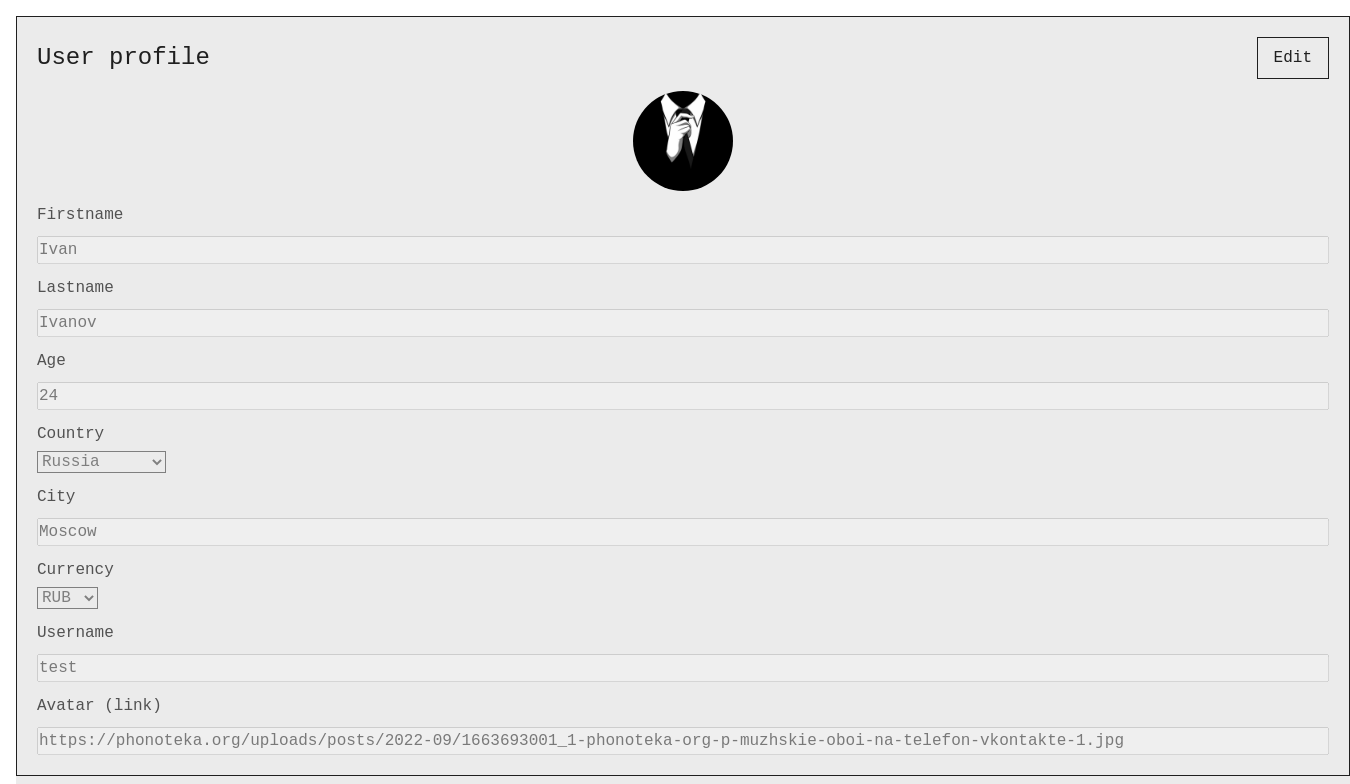 User profile
Edit
Firstname
Ivan
Lastname
Ivanov
Age
24
Country
Russia
City
Moscow
Currency
RUB
Username
test
Avatar (link)
https://phonoteka.org/uploads/posts/2022-09/1663693001_1-phonoteka-org-p-muzhskie-oboi-na-telefon-vkontakte-1.jpg